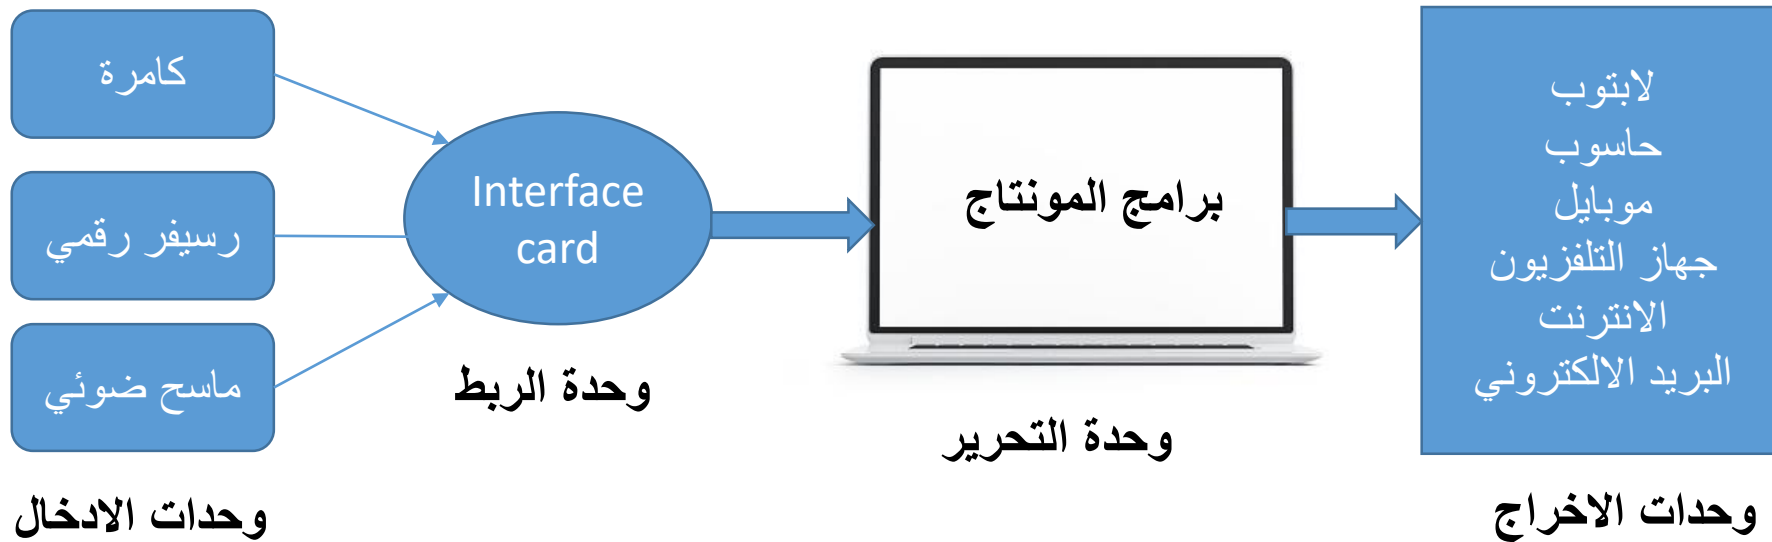 كامرة
رسيفر رقمي
ماسح ضوئي
وحدات الادخال
Interface
card
وحدة الربط
برامج المونتاج
وحدة التحرير
لابتوب
حاسوب
موبايل
جهاز التلفزيون
الانترنت
البريد الالكتروني
وحدات الاخراج